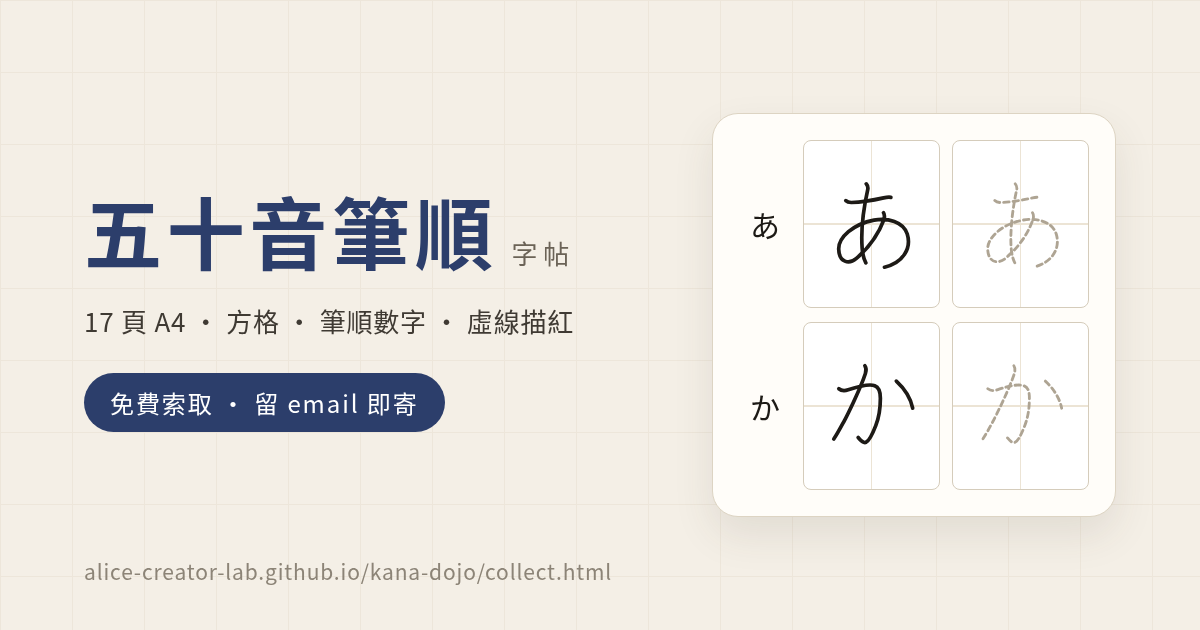 五十音筆順 字帖
17 頁 A4 ・ 方格 ・ 筆順數字 ・ 虛線描紅
免費索取 ・ 留 email 即寄
alice-creator-lab.github.io/kana-dojo/collect.html
あ あ あ
か か か